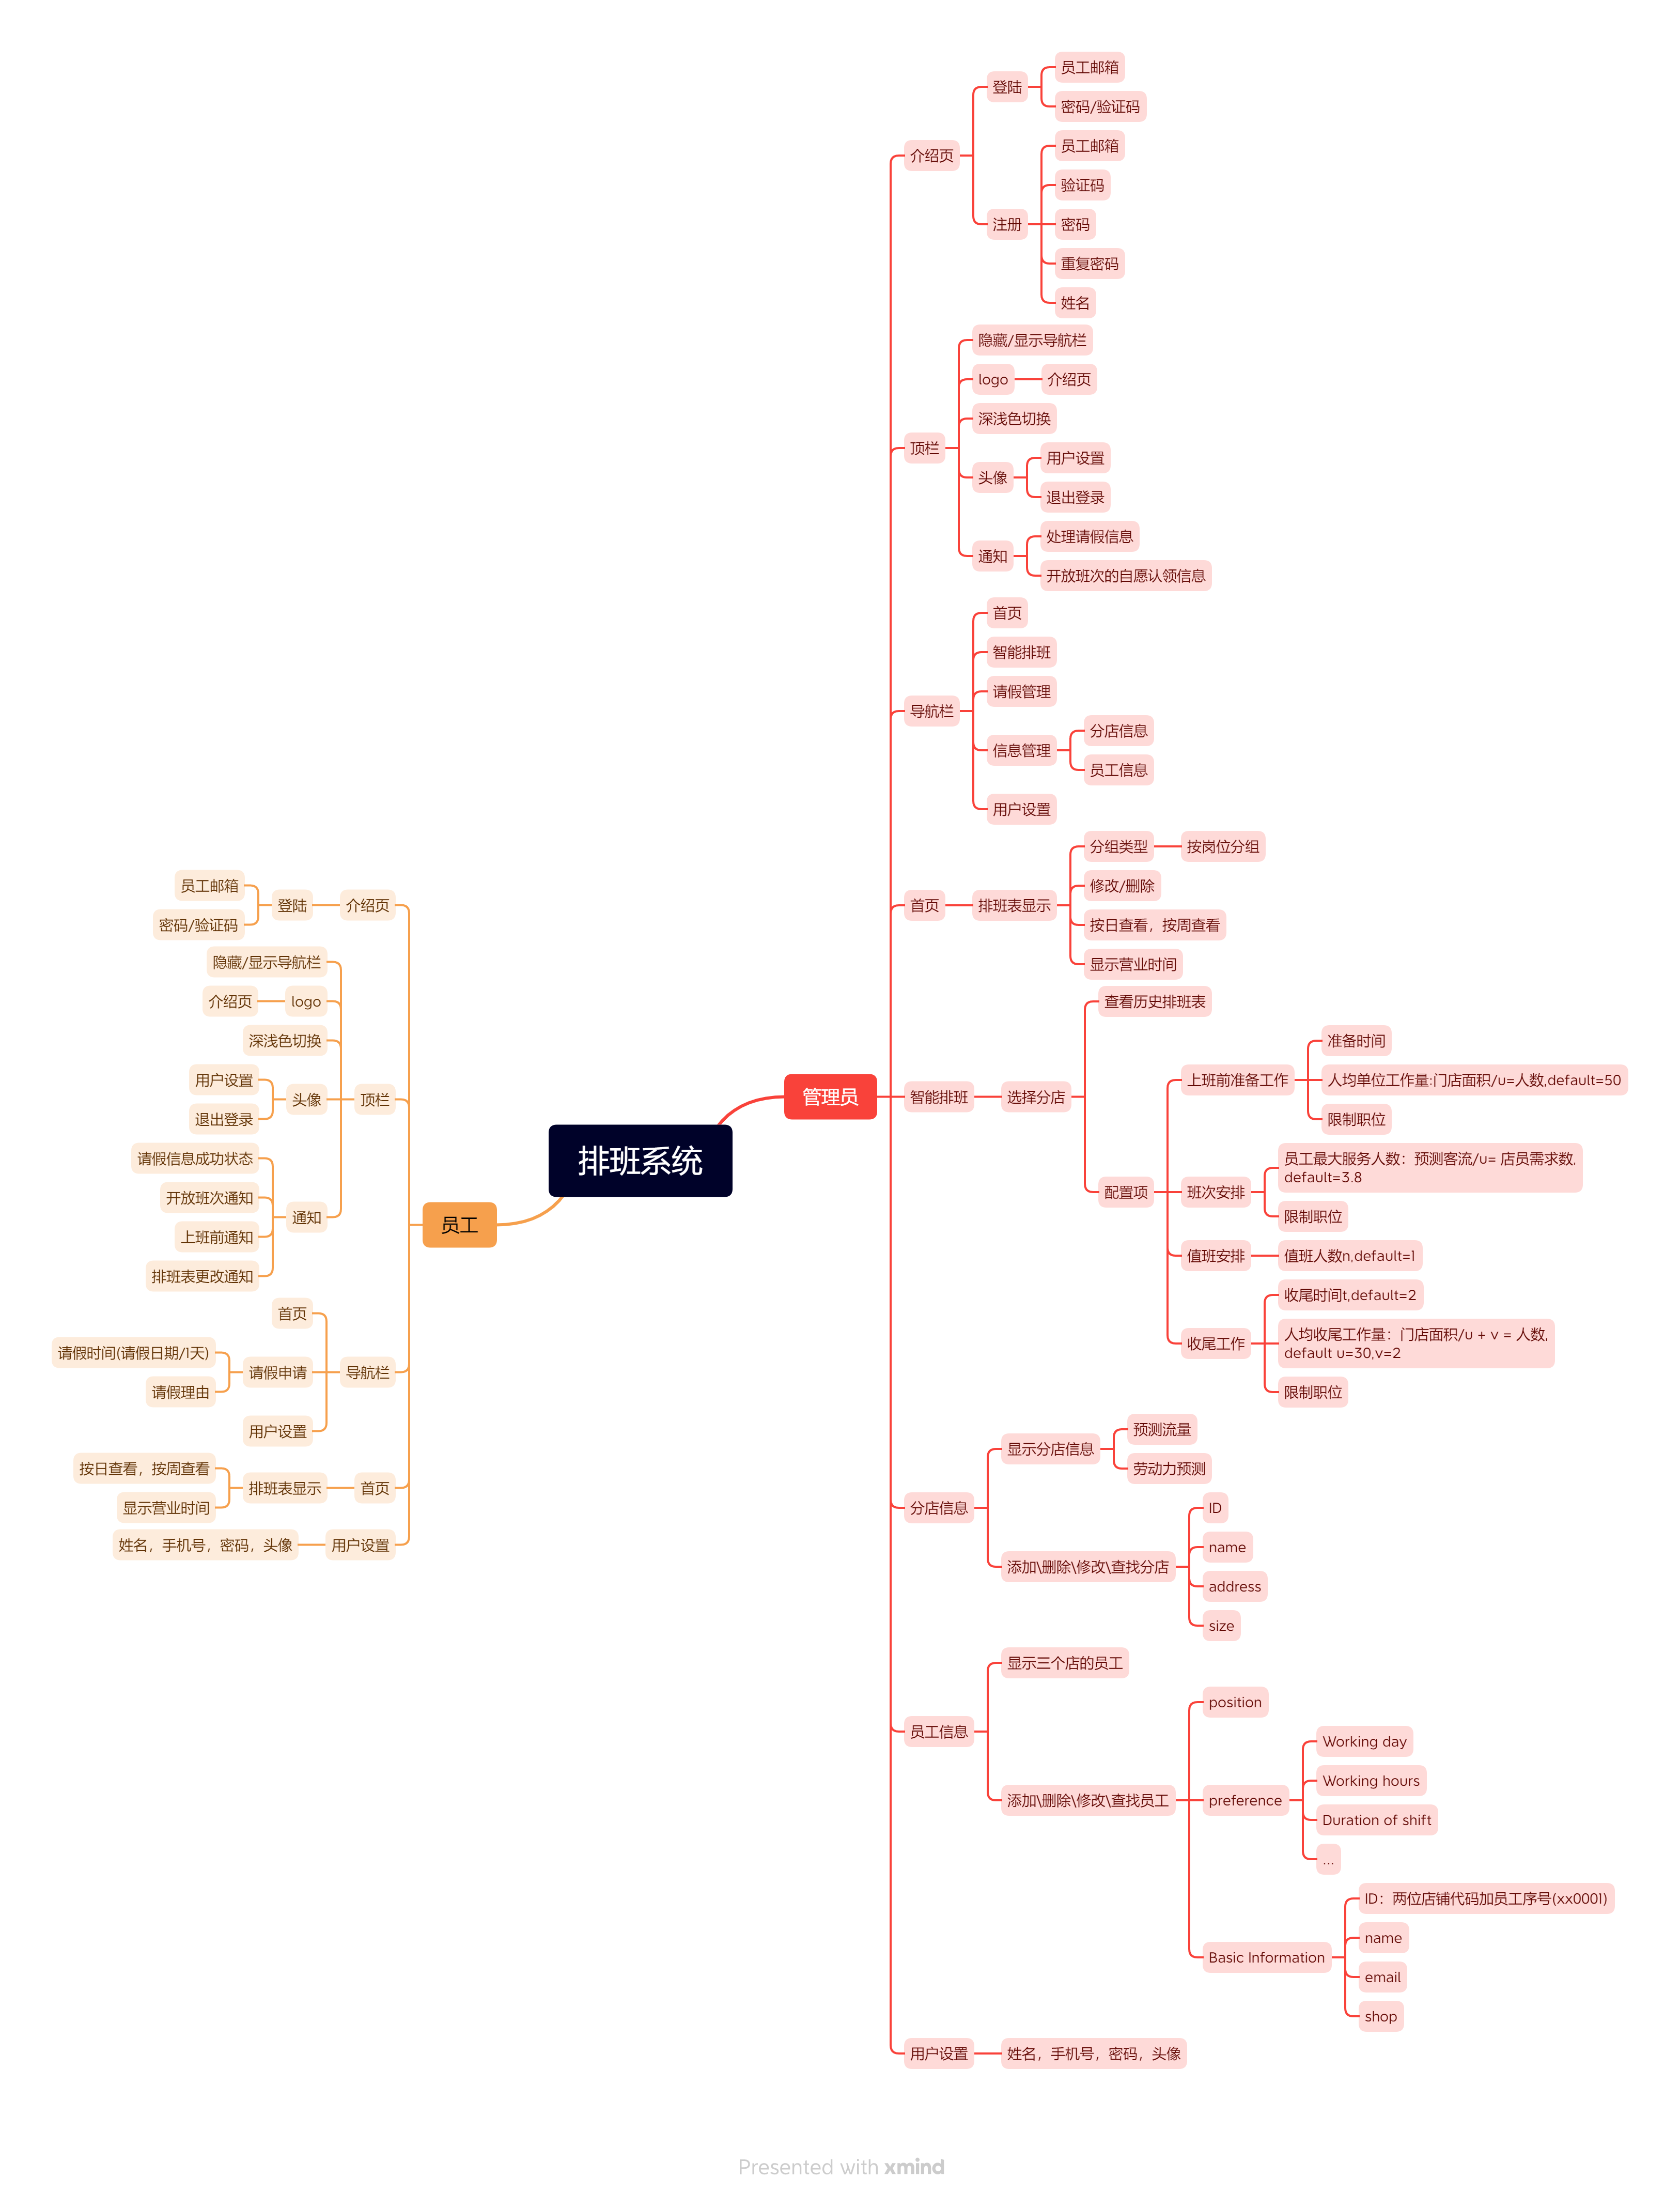 排班系统
管理员
介绍页
登陆
员工邮箱
密码/验证码
注册
员工邮箱
验证码
密码
重复密码
姓名
顶栏
隐藏/显示导航栏
logo
介绍页
深浅色切换
头像
用户设置
退出登录
通知
处理请假信息
开放班次的自愿认领信息
导航栏
首页
智能排班
请假管理
信息管理
分店信息
员工信息
用户设置
首页
排班表显示
分组类型
按岗位分组
修改/删除
按日查看，按周查看
显示营业时间
智能排班
选择分店
查看历史排班表
配置项
上班前准备工作
准备时间
人均单位工作量:门店面积/u=人数,default=50
限制职位
班次安排
员工最大服务人数：预测客流/u= 店员需求数,
default=3.8
限制职位
值班安排
值班人数n,default=1
收尾工作
收尾时间t,default=2
人均收尾工作量：门店面积/u + v = 人数,
default u=30,v=2
限制职位
分店信息
显示分店信息
预测流量
劳动力预测
添加\删除\修改\查找分店
ID
name
address
size
员工信息
显示三个店的员工
添加\删除\修改\查找员工
position
preference
Working day
Working hours
Duration of shift
...
Basic Information
ID：两位店铺代码加员工序号(xx0001)
name
email
shop
用户设置
姓名，手机号，密码，头像
员工
介绍页
登陆
员工邮箱
密码/验证码
顶栏
隐藏/显示导航栏
logo
介绍页
深浅色切换
头像
用户设置
退出登录
通知
请假信息成功状态
开放班次通知
上班前通知
排班表更改通知
导航栏
首页
请假申请
请假时间(请假日期/1天)
请假理由
用户设置
首页
排班表显示
按日查看，按周查看
显示营业时间
用户设置
姓名，手机号，密码，头像
Presented with xmind